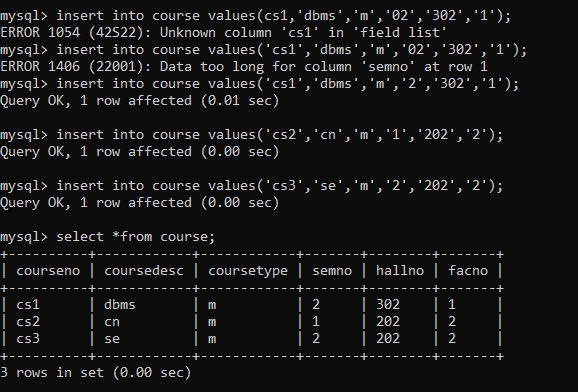 mysql> insert into course values(cs1,'dbms','m','02','302','1');
ERROR 1054 (42S22): Unknown column 'cs1' in 'field list'
mysql> insert into course values('cs1','dbms','m','02','302','1');
ERROR 1406 (22001): Data too long for column 'semno' at row 1
mysql> insert into course values('cs1','dbms','m','2','302','1');
Query OK, 1 row affected (0.01 sec)

mysql> insert into course values('cs2','cn','m','1','202','2');
Query OK, 1 row affected (0.00 sec)

mysql> insert into course values('cs3','se','m','2','202','2');
Query OK, 1 row affected (0.00 sec)

mysql> select *from course;
+----------+------------+------------+-------+--------+-------+
| courseno | coursedesc | coursetype | semno | hallno | facno |
+----------+------------+------------+-------+--------+-------+
| cs1      | dbms       | m          | 2     | 302    | 1     |
| cs2      | cn         | m          | 1     | 202    | 2     |
| cs3      | se         | m          | 2     | 202    | 2     |
+----------+------------+------------+-------+--------+-------+
3 rows in set (0.00 sec)